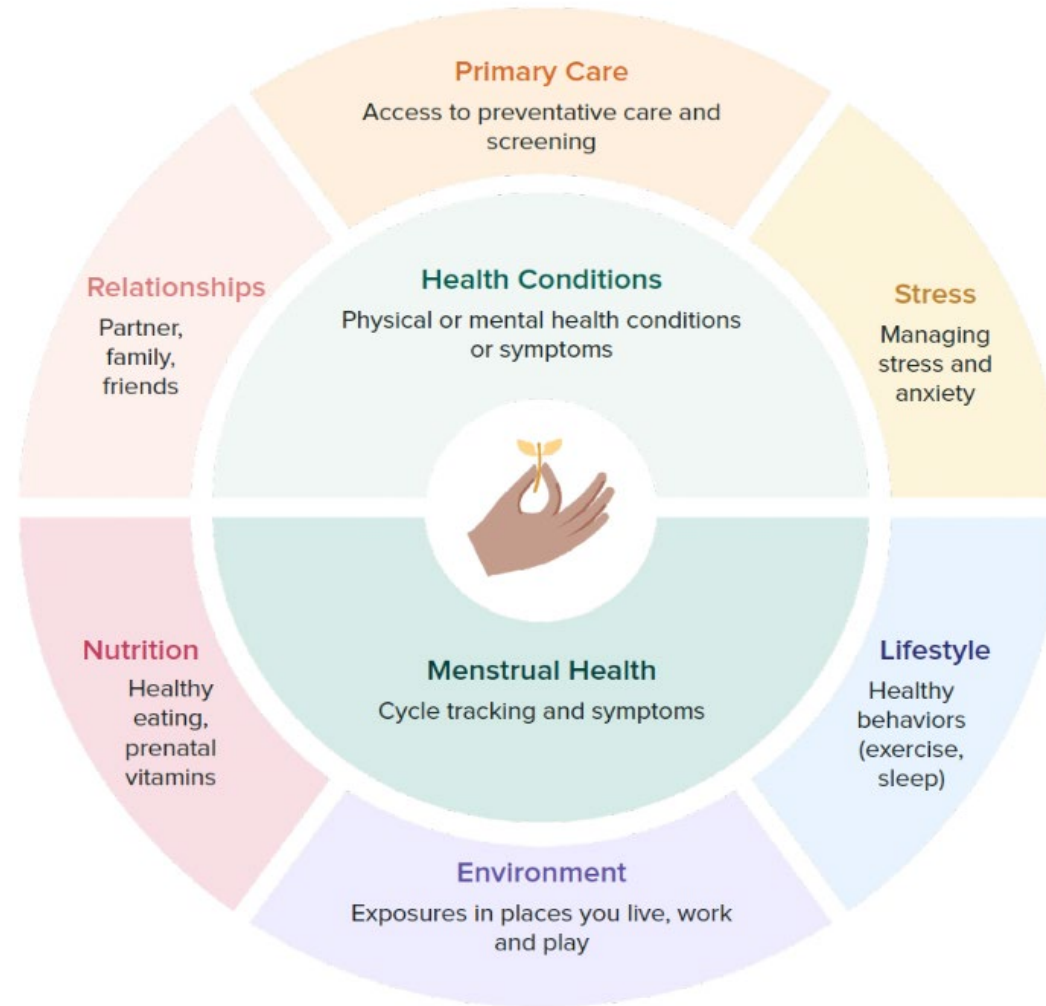 Primary Care
Access to preventative care and
screening
Relationships
Partner,
family,
friends
Health Conditions
Physical or mental health conditions
or symptoms
Stress
Managing
stress and
anxiety
Nutrition
Healthy
eating,
prenatal
vitamins
Menstrual Health
Cycle tracking and symptoms
Lifestyle
Healthy
behaviors
(exercise,
sleep)
Environment
Exposures in places you live, work
and play